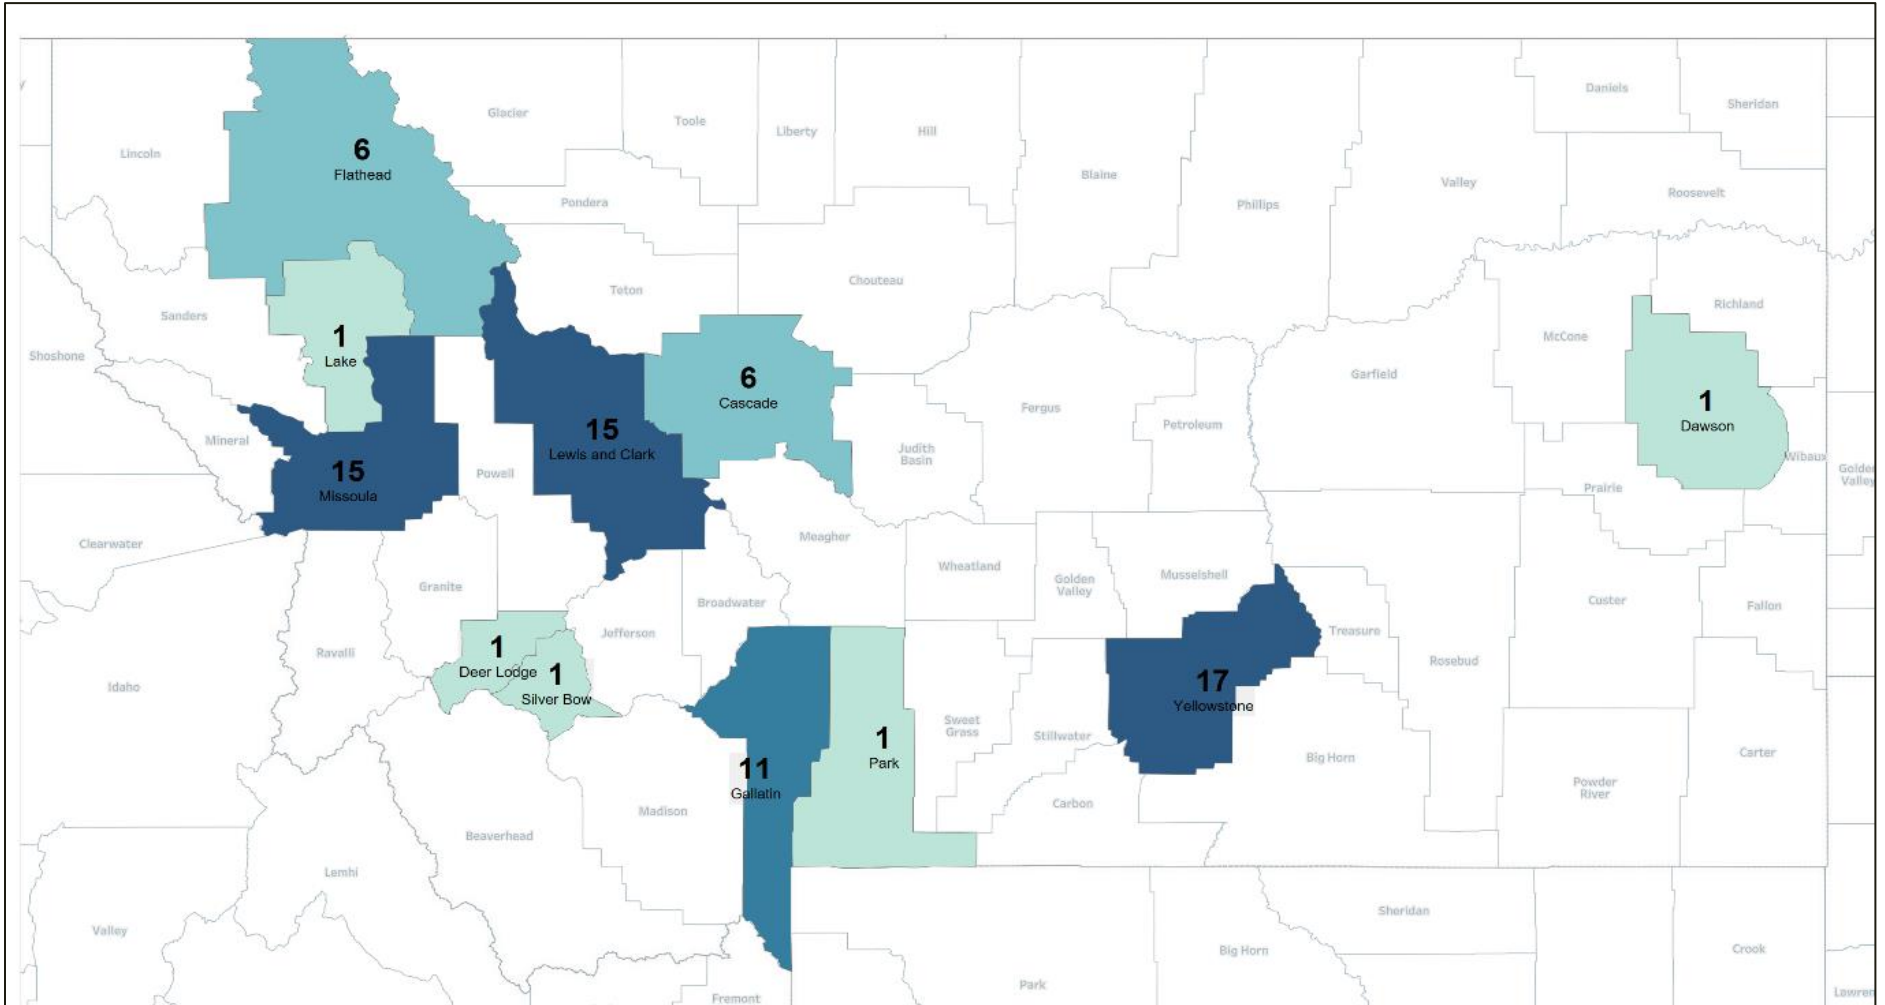 Daniels
Sheridan
Glacier
Toole
Liberty
Hill
Lincoln
6
Flathead
Blaine
Valley
Roosevelt
Pondera
Phillips
Teton
Chouteau
Richland
Sanders
McCone
1
Lake
Shoshone
6
Cascade
Garfield
1
Dawson
Fergus
Petroleum
Mineral
15
Lewis and Clark
Judith
Basin
Wibaux
Golden
Valley
15
Missoula
Powell
Prairie
Clearwater
Meagher
Wheatland
Golden
Valley
Musselshell
Granite
Broadwater
Custer
Fallon
Jefferson
Treasure
Ravalli
1
Deer Lodge
1
Silver Bow
Rosebud
Idaho
17
Yellowstone
Sweet
Grass
Stillwater
1
Park
Big Horn
Carter
11
Gallatin
Powder
River
Madison
Carbon
Beaverhead
Lemhi
Valley
Sheridan
Big Horn
Crook
Park
Fremont
Lawren